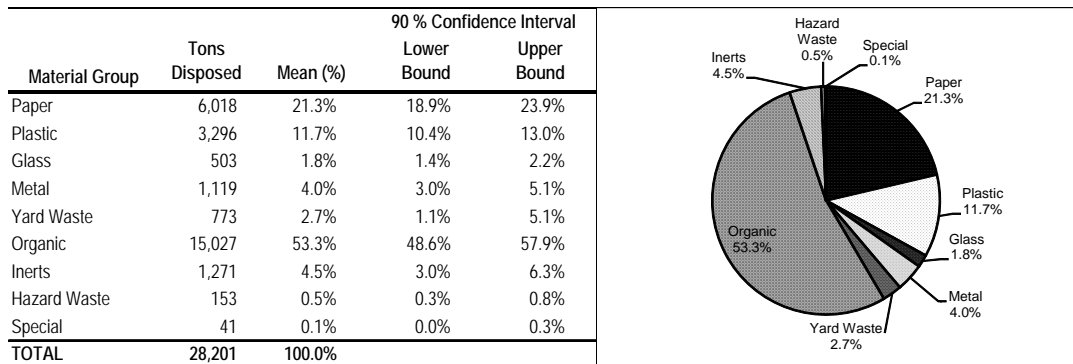 90 % Confidence Interval
Tons Lower Upper
Material Group Disposed Mean (%) Bound Bound
Paper 6,018 21.3% 18.9% 23.9%
Plastic 3,296 11.7% 10.4% 13.0%
Glass 503 1.8% 1.4% 2.2%
Metal 1,119 4.0% 3.0% 5.1%
Yard Waste 773 2.7% 1.1% 5.1%
Organic 15,027 53.3% 48.6% 57.9%
Inerts 1,271 4.5% 3.0% 6.3%
Hazard Waste 153 0.5% 0.3% 0.8%
Special 41 0.1% 0.0% 0.3%
TOTAL 28,201 100.0%
Hazard
Waste
0.5%
Special
0.1%
Inerts
4.5%
Paper
21.3%
Plastic
11.7%
Glass
1.8%
Metal
4.0%
Yard Waste
2.7%
Organic
53.3%